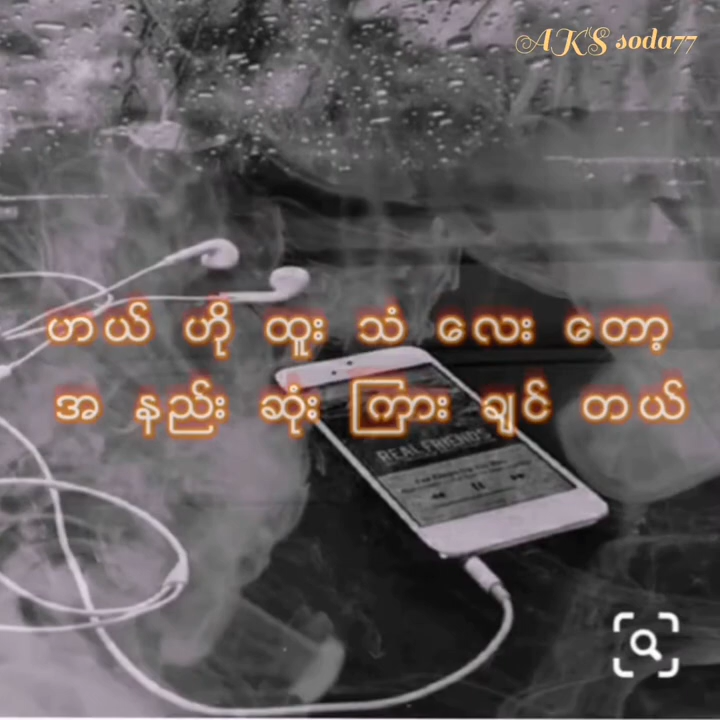 AKS soda77
ဟယ် ဟို ထူး သံ လေး တော့
အ နည်း ဆုံး ကြား ချင် တယ်
REAL FRIENDS